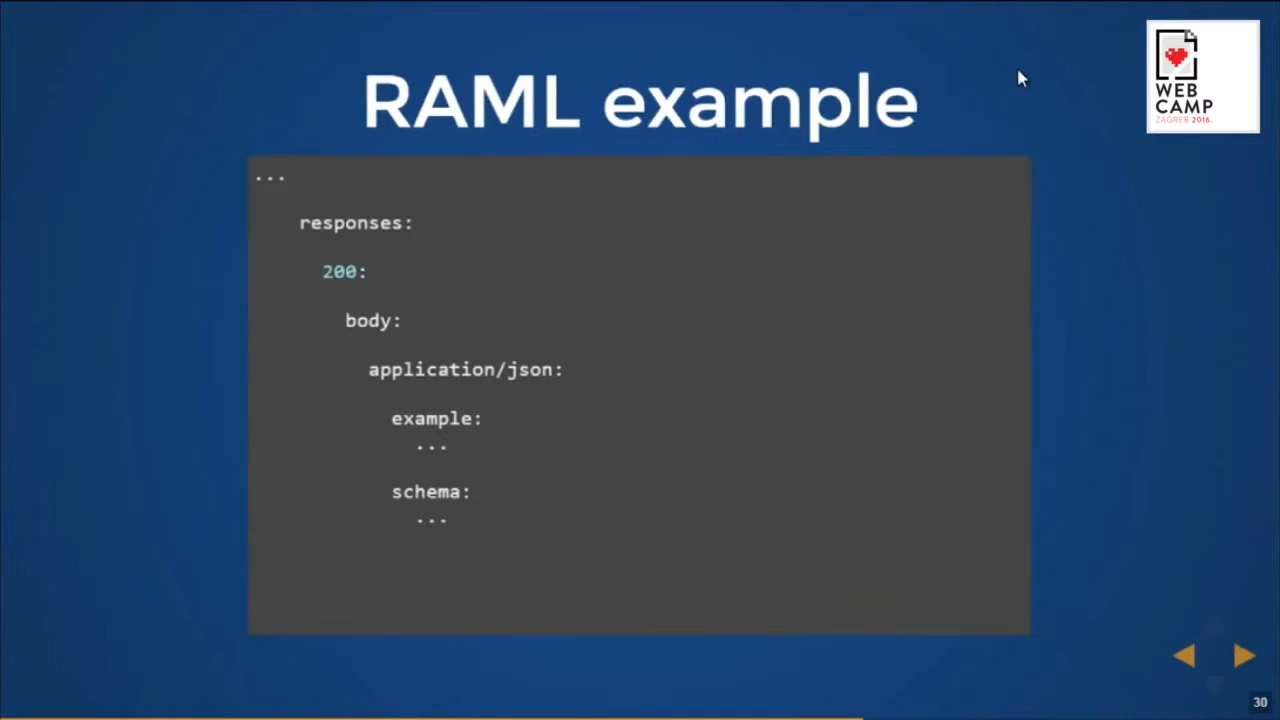 RAML example
WEB
CAMP
ZAGREB 2016.
...
responses:
200:
body:
application/json:
example:
...
schema:
...
30